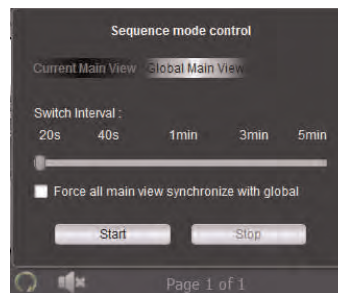 Sequence mode control
Current Main View Global Main View
Switch Interval :
20s 40s 1min 3min 5min
Force all main view synchronize with global
Start Stop
Page 1 of 1